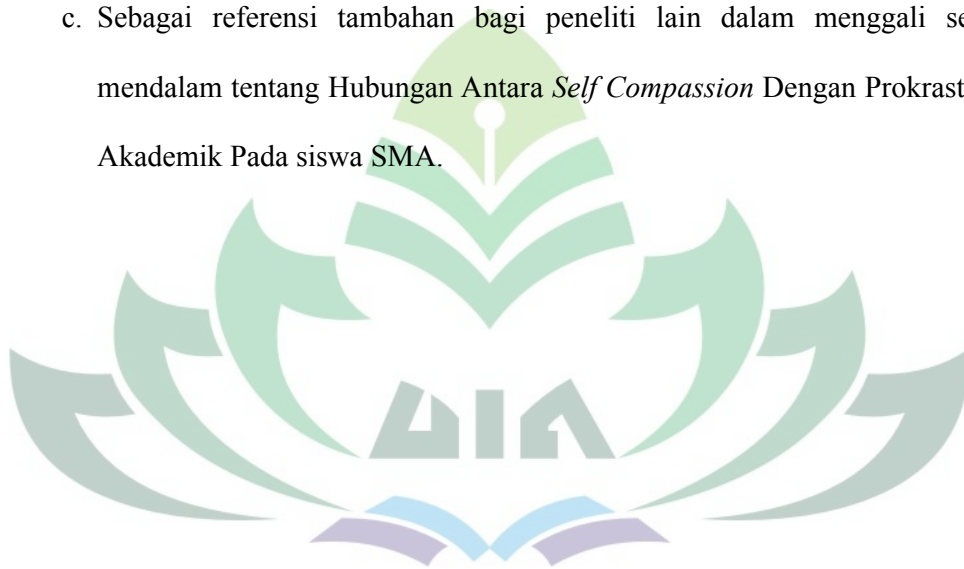 c. Sebagai referensi tambahan bagi peneliti lain dalam menggali
mendalam tentang Hubungan Antara Self Compassion Dengan
Akademik Pada siswa SMA.
UIN